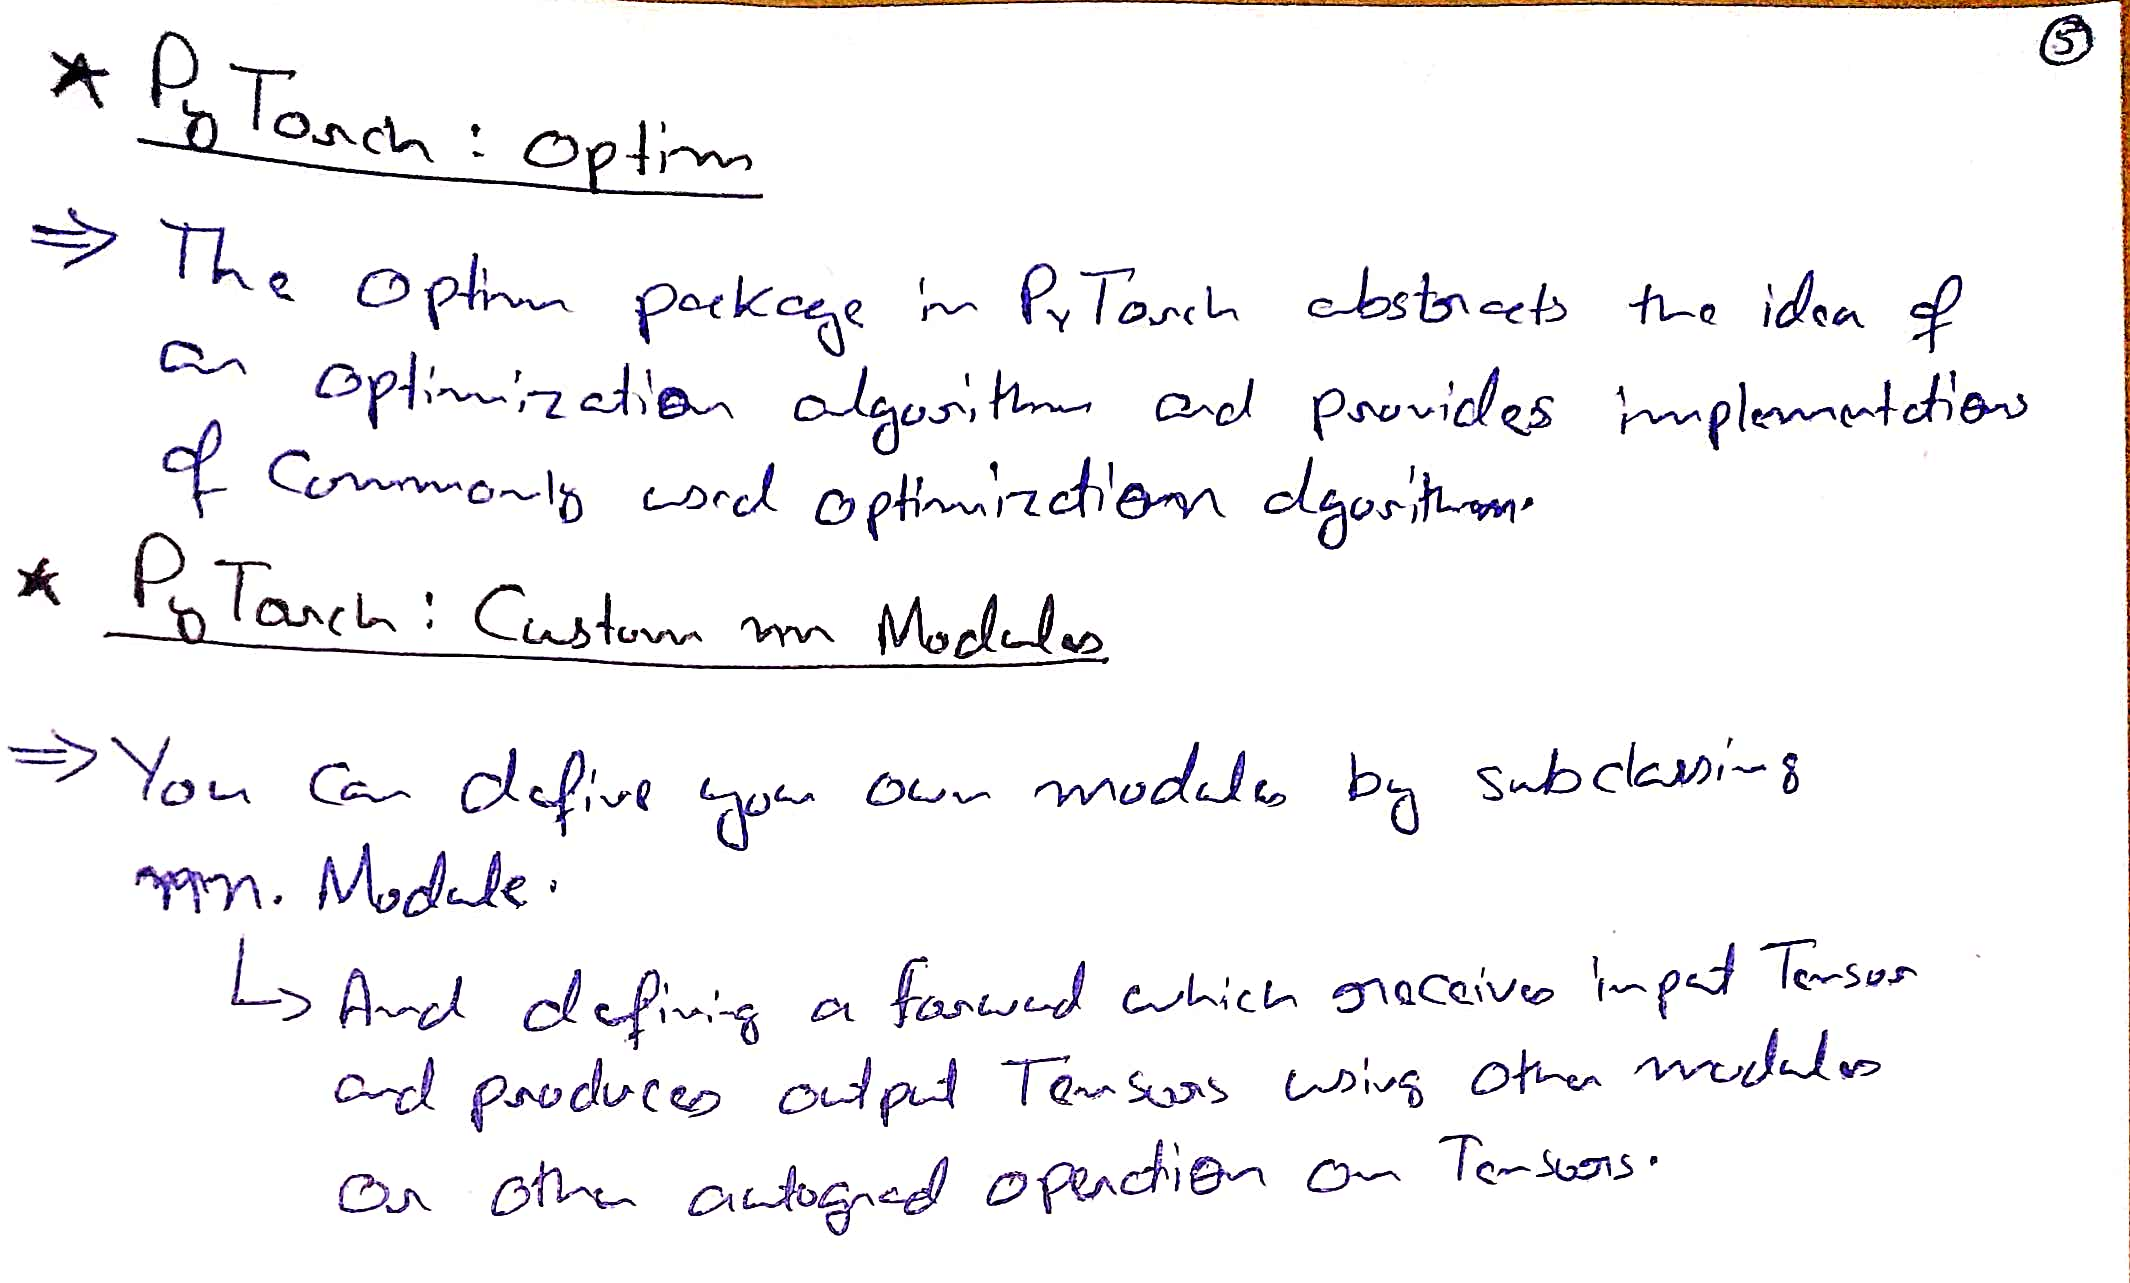 ⑤
* PyTorch : Optim
⇒ The Optim package in PyTorch abstracts the idea of
an optimization algorithm and provides implementations
of Commonly used optimization algorithm.
* PyTorch : Custom nn Modules
⇒ You can define your own modules by subclassing
nn. Module.
↳ And defining a forward which receives input Tensor
and produces output Tensors using other modules
or other autograd operation on Tensors.